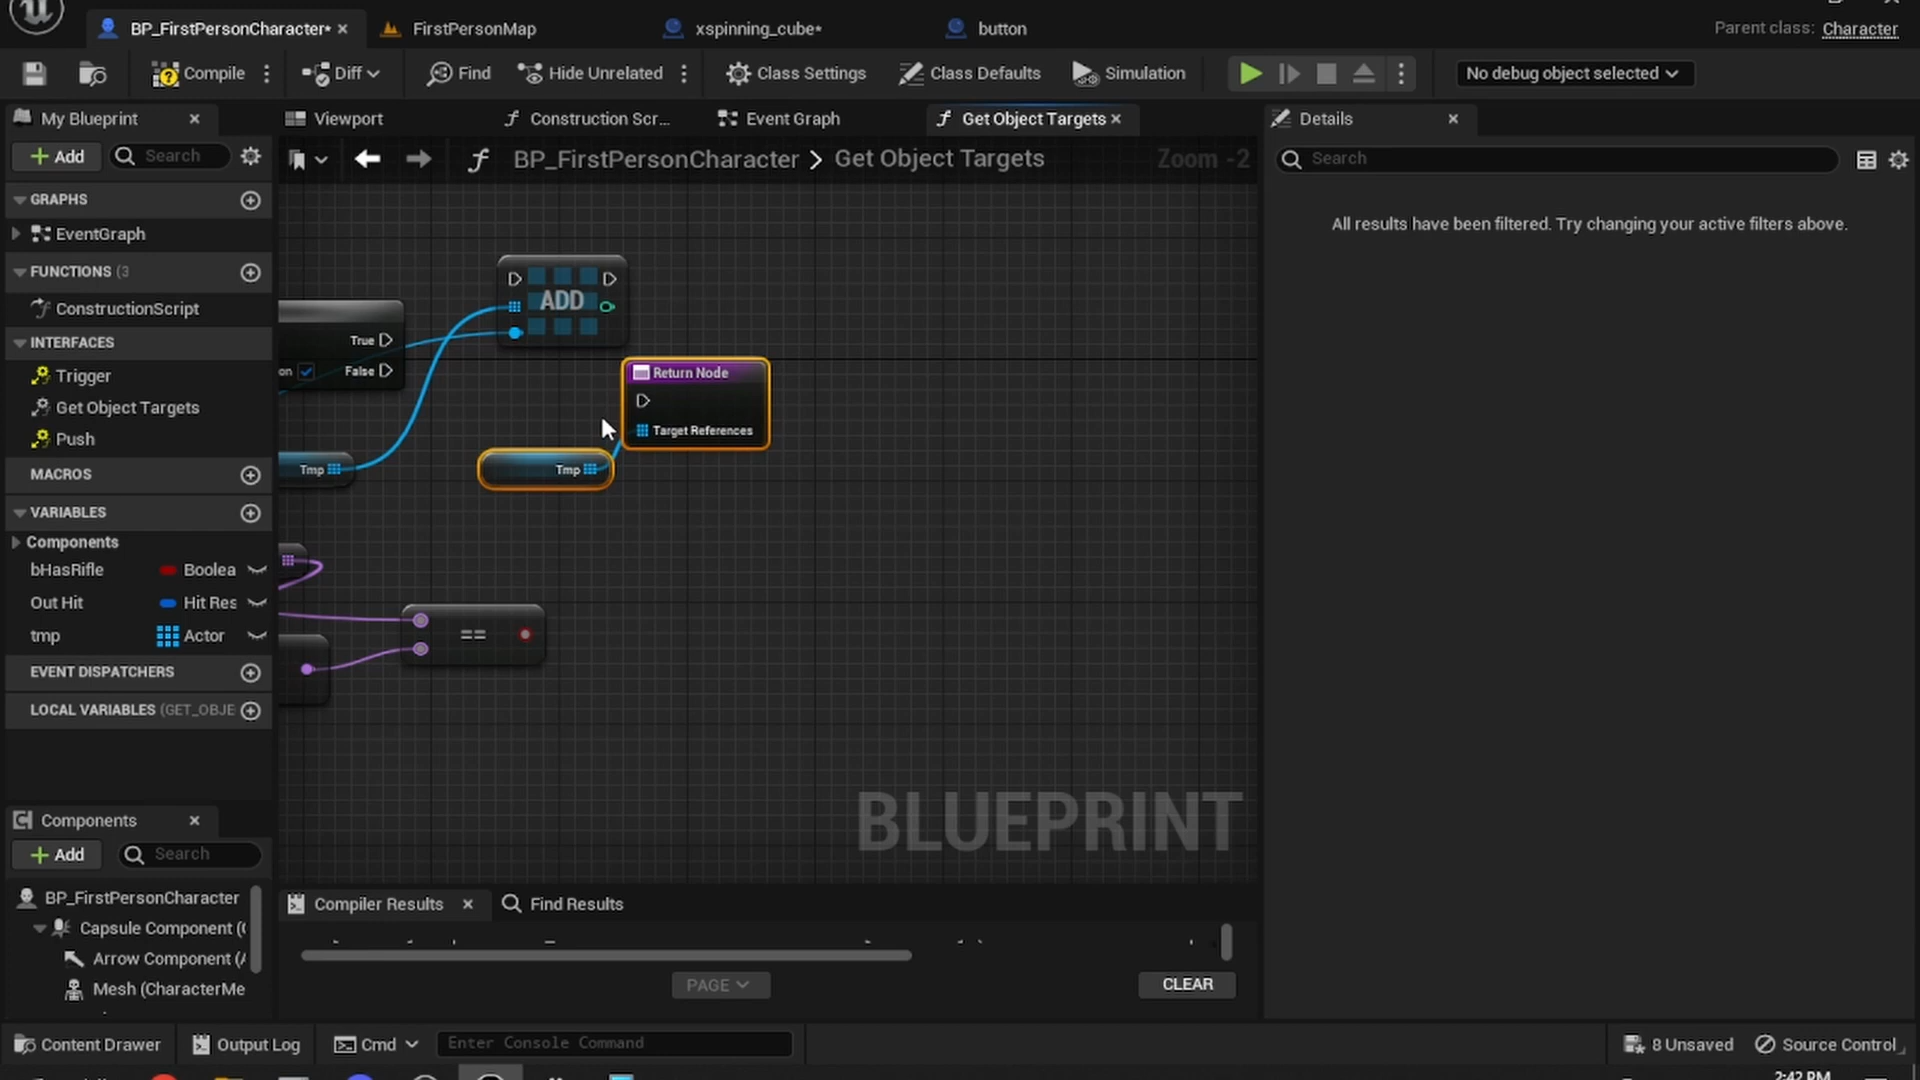 BP_FirstPersonCharacter*
FirstPersonMap
xspinning_cube*
button
Parent class: Character
Compile
Diff
Find
Hide Unrelated
Class Settings
Class Defaults
Simulation
No debug object selected
My Blueprint
Viewport
Construction Scr...
Event Graph
Get Object Targets
Details
Add
Search
BP_FirstPersonCharacter > Get Object Targets
Zoom -2
Search
GRAPHS
EventGraph
FUNCTIONS (3
ConstructionScript
INTERFACES
Trigger
Get Object Targets
Push
MACROS
VARIABLES
Components
bHasRifle Boolea
Out Hit Hit Res
tmp Actor
EVENT DISPATCHERS
LOCAL VARIABLES (GET_OBJE
All results have been filtered. Try changing your active filters above.
ADD
True
on False
Return Node
Target References
Tmp
Tmp
==
BLUEPRINT
Components
Add
Search
BP_FirstPersonCharacter
Capsule Component (C
Arrow Component (A
Mesh (CharacterMe
Compiler Results
Find Results
PAGE
CLEAR
Content Drawer
Output Log
Cmd
Enter Console Command
8 Unsaved
Source Control
2:42 PM